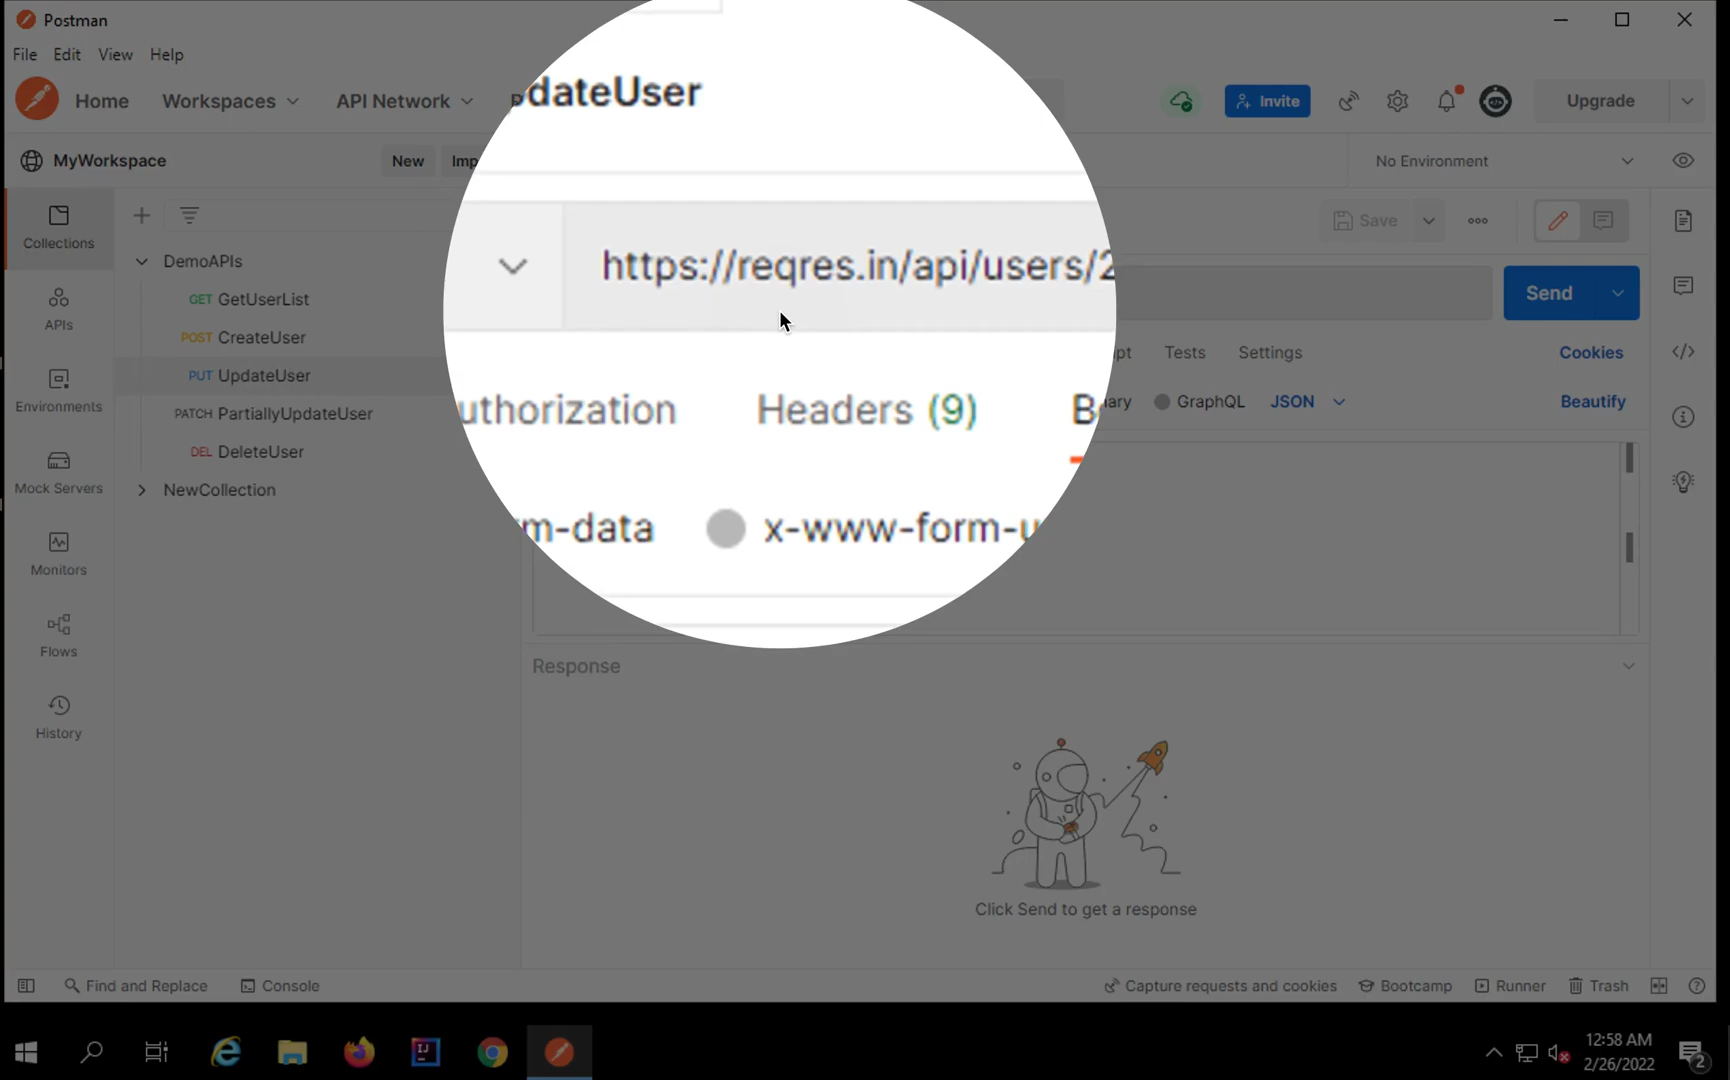 Postman
File Edit View Help
Home Workspaces API Network
Invite
Upgrade
MyWorkspace
New
No Environment
Collections
APIs
Environments
Mock Servers
Monitors
Flows
History
DemoAPIs
GET GetUserList
POST CreateUser
PUT UpdateUser
PATCH PartiallyUpdateUser
DEL DeleteUser
NewCollection
dateUser
Save
https://reqres.in/api/users/2
Send
uthorization Headers (9) Tests Settings Cookies
m-data x-www-form-u GraphQL JSON Beautify
Response
Click Send to get a response
Find and Replace Console Capture requests and cookies Bootcamp Runner Trash
12:58 AM
2/26/2022
2